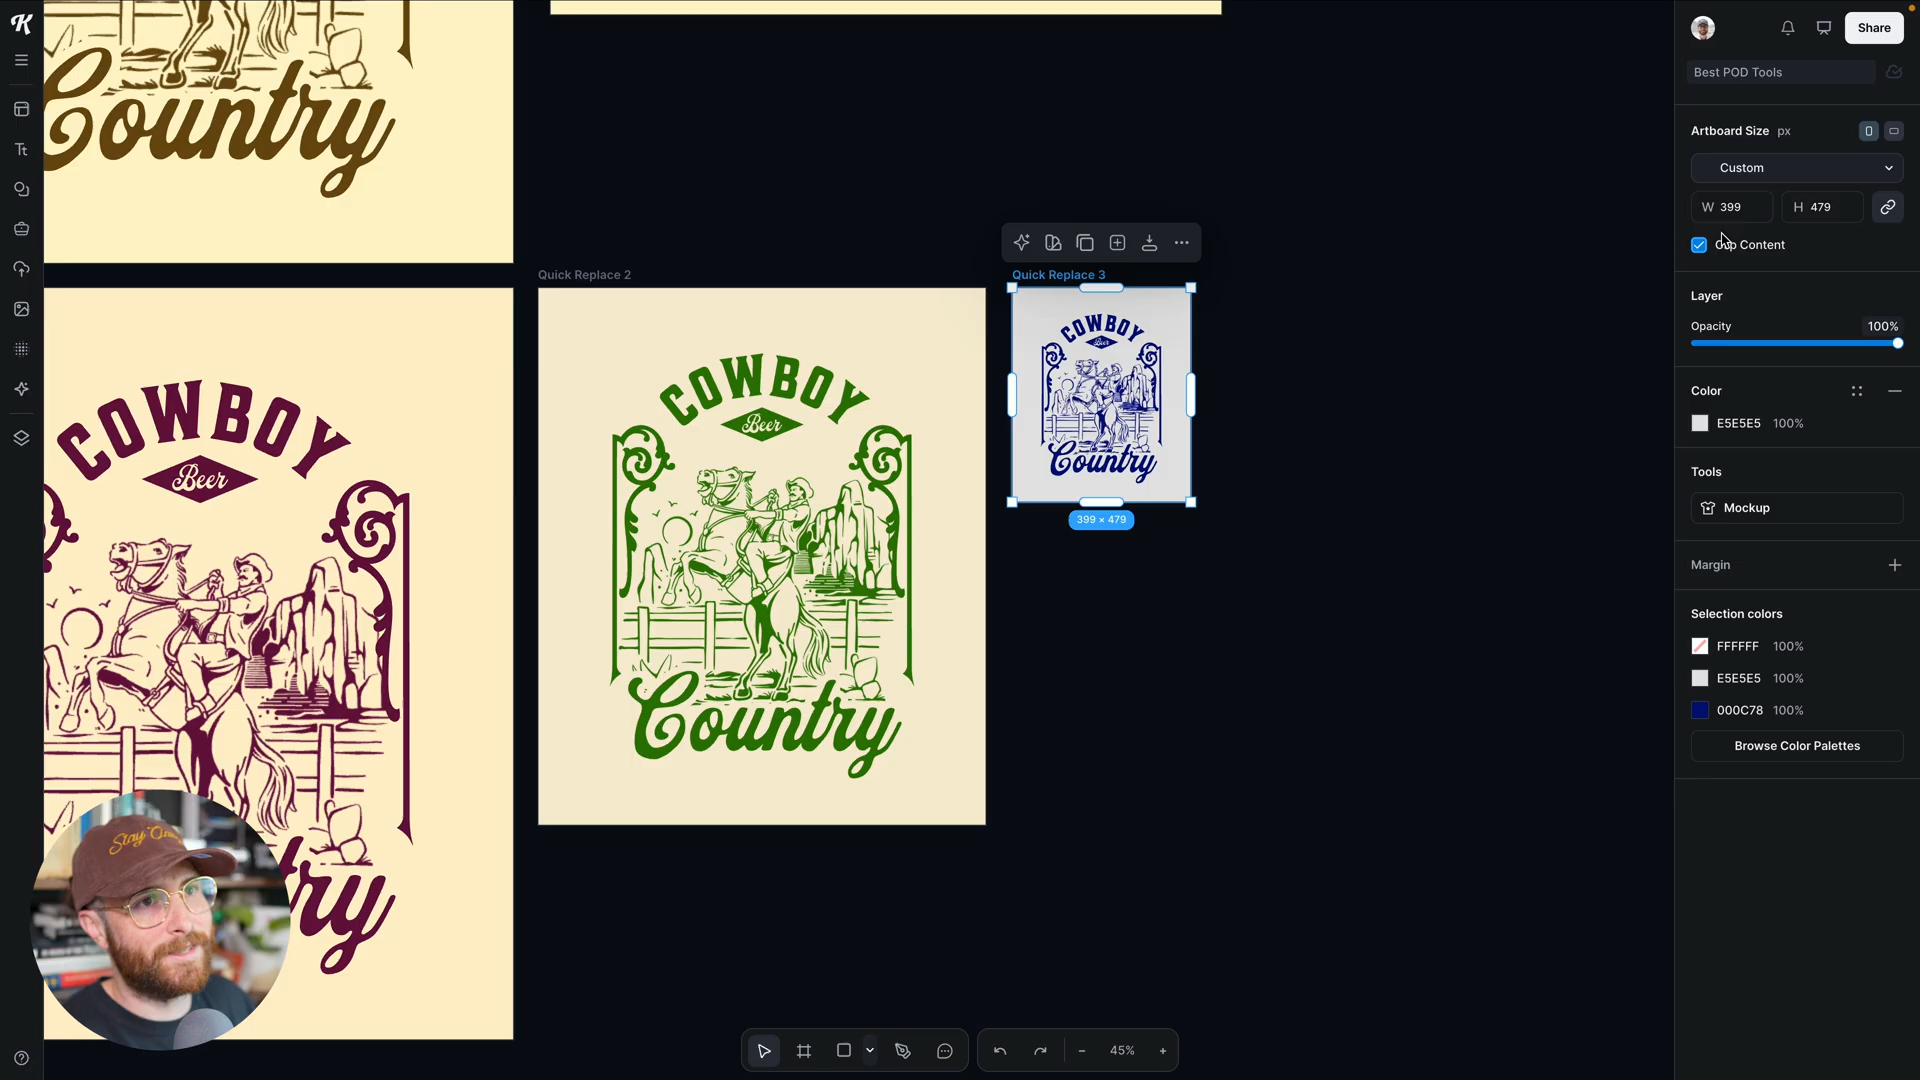 Country
COWBOY
Beer
ry
Quick Replace 2
COWBOY
Beer
Country
Quick Replace 3
COWBOY
Beer
Country
399 × 479
Share
Best POD Tools
Artboard Size px
Custom
W 399
H 479
Content
Layer
Opacity
100%
Color
E5E5E5 100%
Tools
Mockup
Margin
Selection colors
FFFFFF 100%
E5E5E5 100%
000C78 100%
Browse Color Palettes
Tt
K
Stay
45%